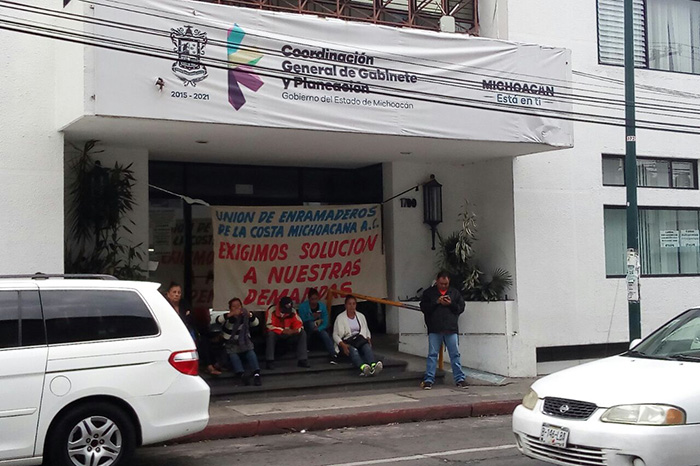 2015 - 2021
Coordinación
General de Gabinete
y Planeación
Gobierno del Estado de Michoacán
MICHOACÁN
Está en ti
1700
UNION DE ENRAMADEROS
DE LA COSTA MICHOACANA A.C.
EXIGIMOS SOLUCION
A NUESTRAS
DEMANDAS